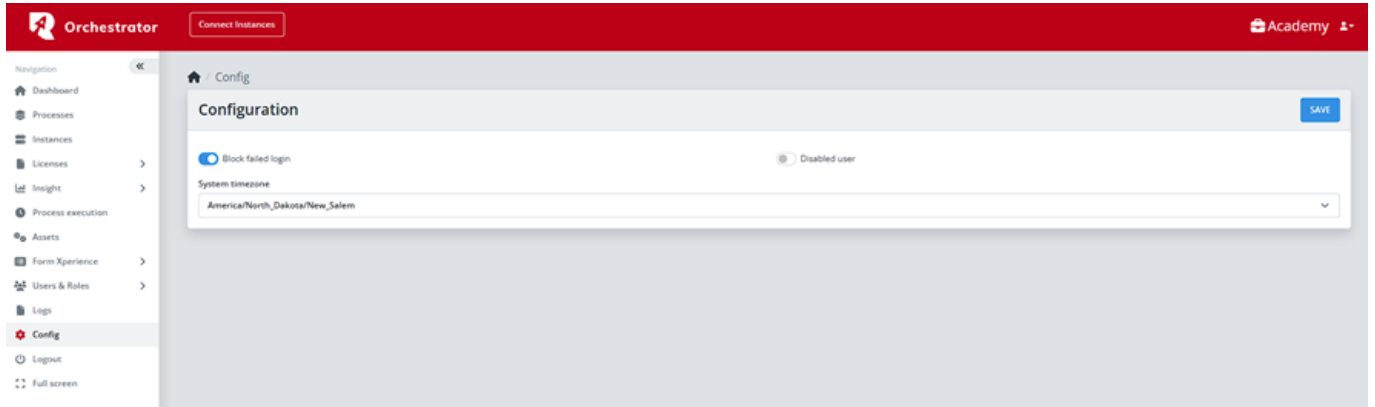 Orchestrator
Connect Instances
Academy
Navigation
Dashboard
Processes
Instances
Licenses
Insight
Process execution
Assets
Form Xperience
Users & Roles
Logs
Config
Logout
Full screen
/ Config
Configuration
SAVE
Block failed login
Disabled user
System timezone
America/North_Dakota/New_Salem